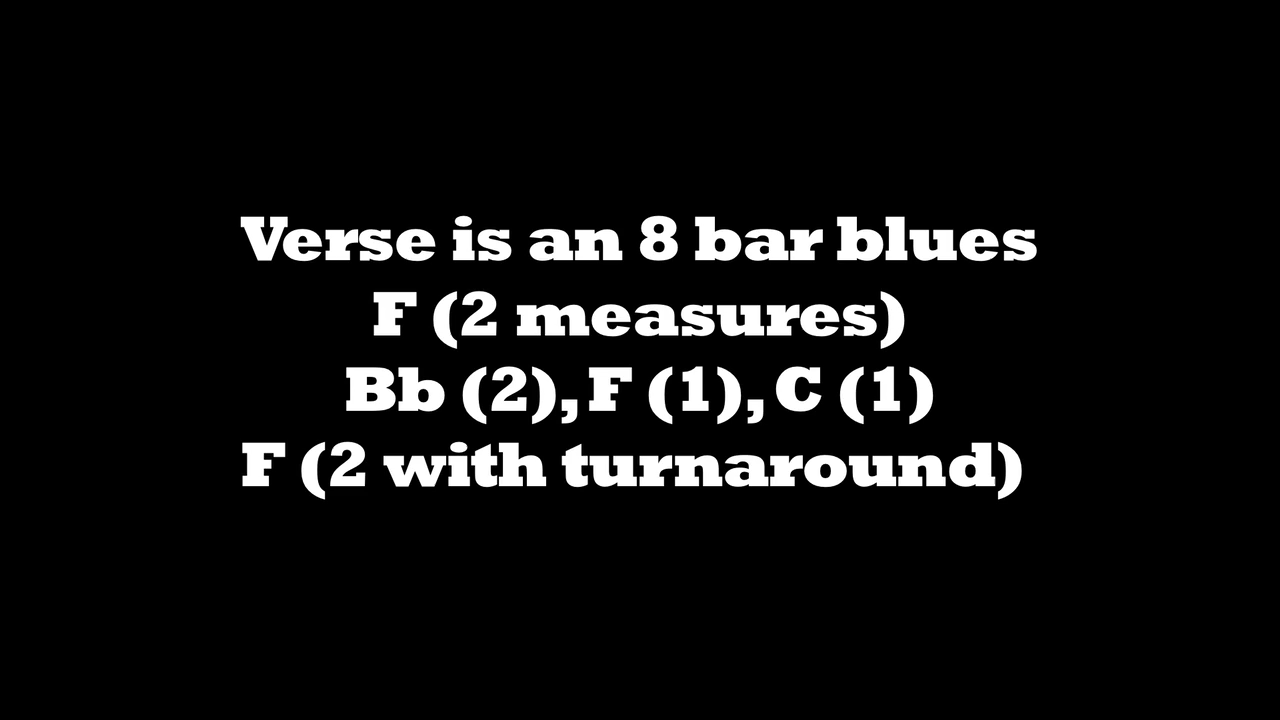 Verse is an 8 bar blues
F (2 measures)
Bb (2), F (1), C (1)
F (2 with turnaround)